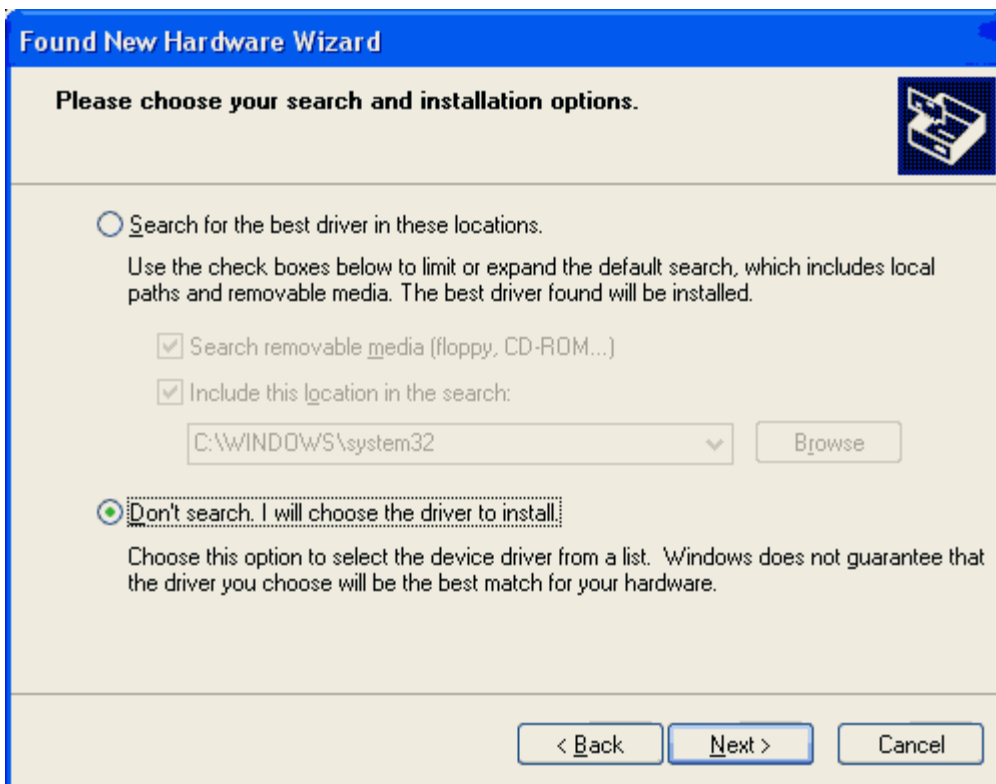 Found New Hardware Wizard
Please choose your search and installation options.
Search for the best driver in these locations.
Use the check boxes below to limit or expand the default search, which includes local
paths and removable media. The best driver found will be installed.
Search removable media (floppy, CD-ROM...)
Include this location in the search:
C:\WINDOWS\system32
Browse
Don't search. I will choose the driver to install.
Choose this option to select the device driver from a list. Windows does not guarantee that
the driver you choose will be the best match for your hardware.
< Back
Next >
Cancel